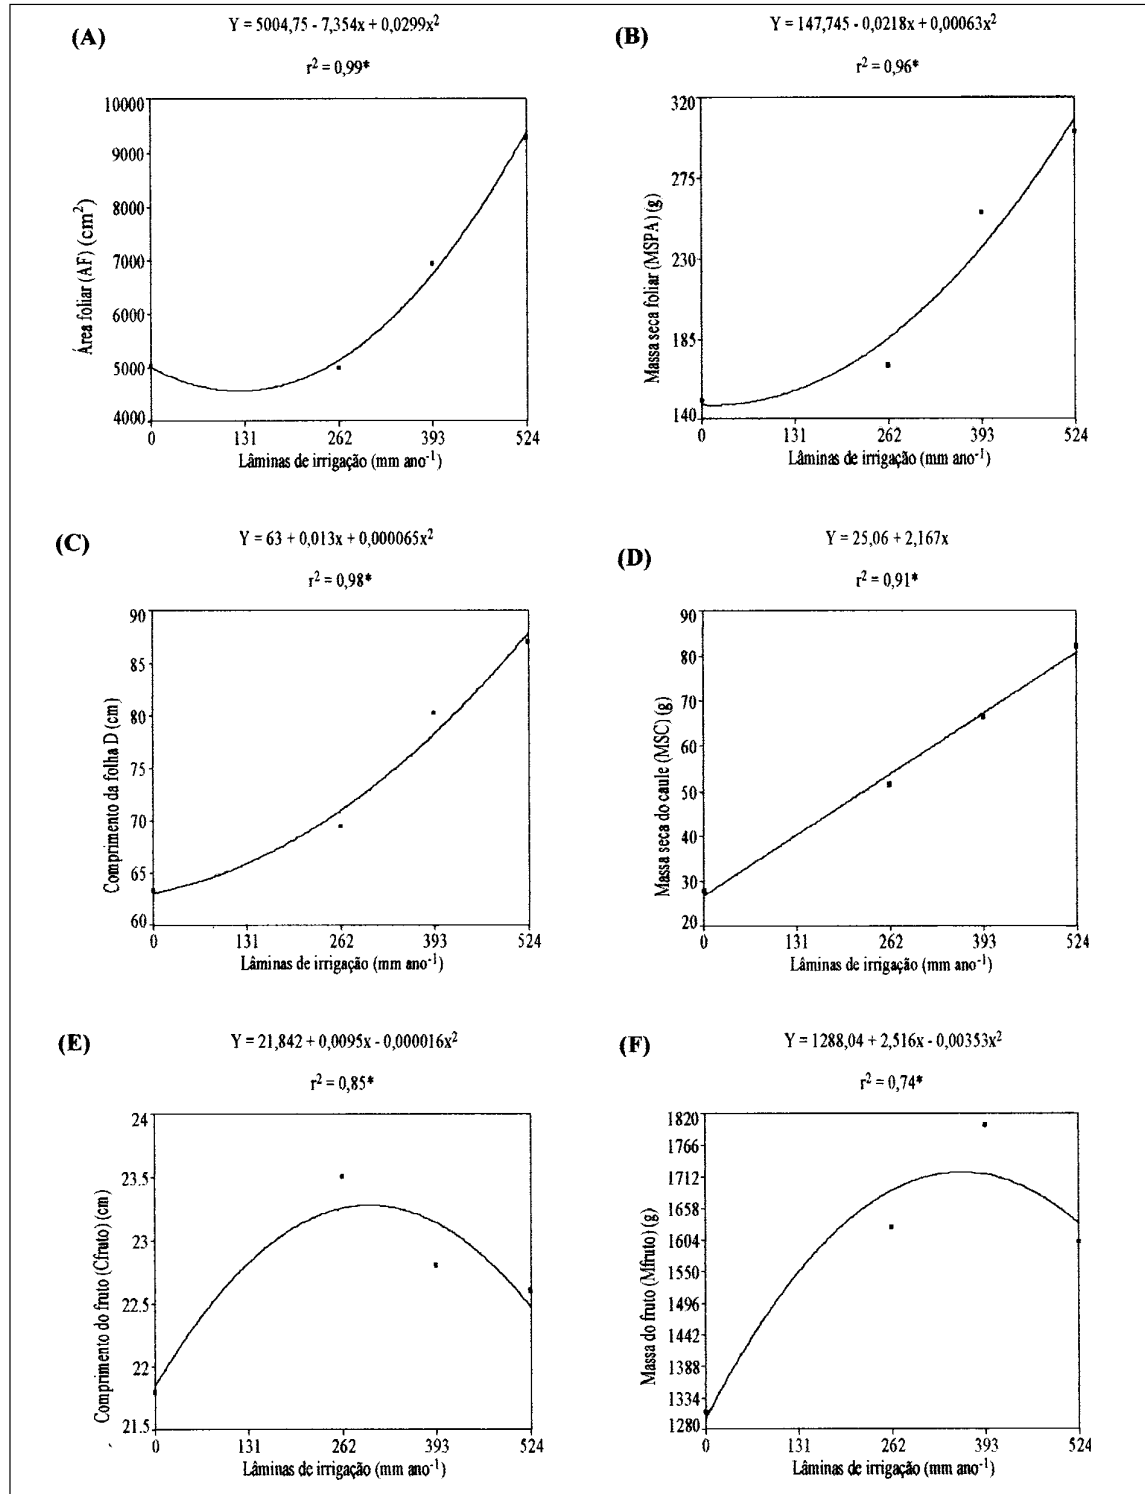 (A)
Y = 5004,75 - 7,354x + 0,0299x²
r² = 0,99*
10000
9000
8000
7000
6000
5000
4000
Área foliar (AF) (cm²)
0 131 262 393 524
Lâminas de irrigação (mm ano⁻¹)
(B)
Y = 147,745 - 0,0218x + 0,00063x²
r² = 0,96*
320
275
230
185
140
Massa seca foliar (MSPA) (g)
0 131 262 393 524
Lâminas de irrigação (mm ano⁻¹)
(C)
Y = 63 + 0,013x + 0,000065x²
r² = 0,98*
90
85
80
75
70
65
60
Comprimento da folha D (cm)
0 131 262 393 524
Lâminas de irrigação (mm ano⁻¹)
(D)
Y = 25,06 + 2,167x
r² = 0,91*
90
80
70
60
50
40
30
20
Massa seca do caule (MSC) (g)
0 131 262 393 524
Lâminas de irrigação (mm ano⁻¹)
(E)
Y = 21,842 + 0,0095x - 0,000016x²
r² = 0,85*
24
23.5
23
22.5
22
21.5
Comprimento do fruto (Cfruto) (cm)
0 131 262 393 524
Lâminas de irrigação (mm ano⁻¹)
(F)
Y = 1288,04 + 2,516x - 0,00353x²
r² = 0,74*
1820
1766
1712
1658
1604
1550
1496
1442
1388
1334
1280
Massa do fruto (Mfruto) (g)
0 131 262 393 524
Lâminas de irrigação (mm ano⁻¹)